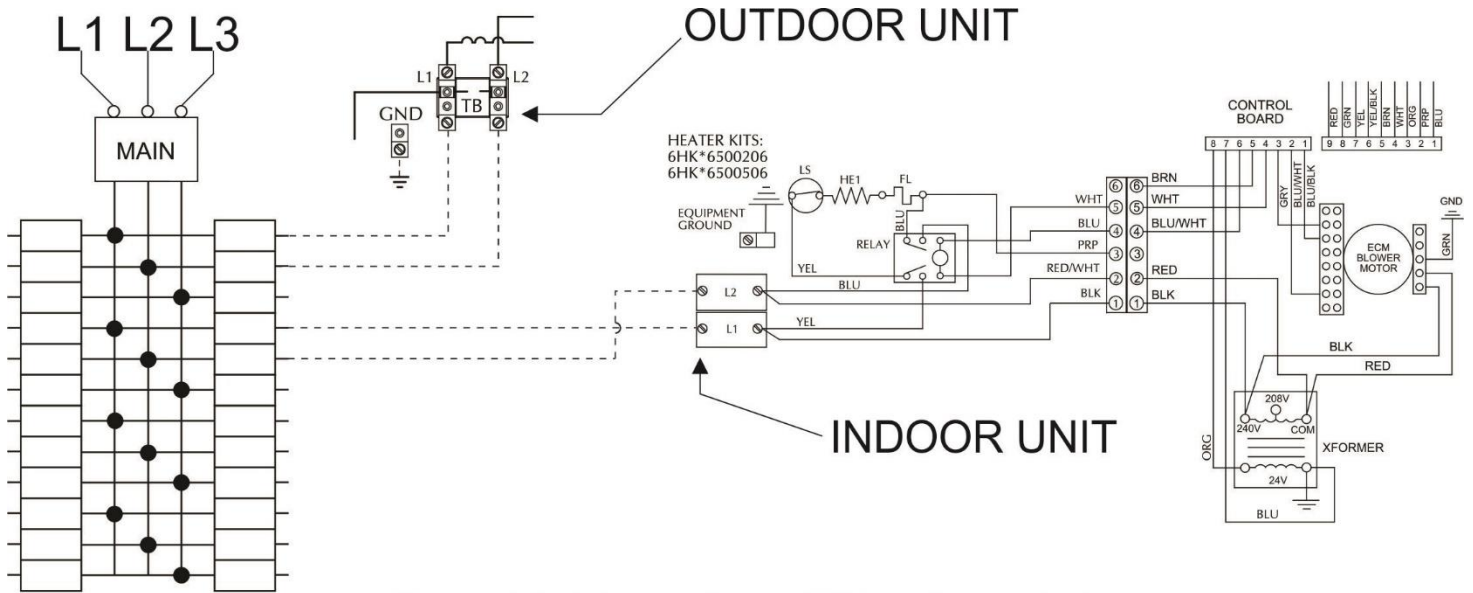 L1 L2 L3
MAIN
OUTDOOR UNIT
L1
L2
TB
GND
HEATER KITS:
6HK*6500206
6HK*6500506
EQUIPMENT
GROUND
LS
HE1
FL
BLU
RELAY
YEL
BLU
L2
L1
YEL
INDOOR UNIT
WHT
BLU
PRP
RED/WHT
BLK
6
5
4
3
2
1
6
5
4
3
2
1
BRN
WHT
BLU/WHT
RED
BLK
CONTROL
BOARD
8 7 6 5 4 3 2 1
GRY
BLU/WHT
BLU/BLK
RED
GRN
YEL
YEL/BLK
BRN
WHT
ORG
PRP
BLU
9 8 7 6 5 4 3 2 1
ECM
BLOWER
MOTOR
GND
GRN
BLK
RED
208V
240V
COM
XFORMER
24V
ORG
BLU